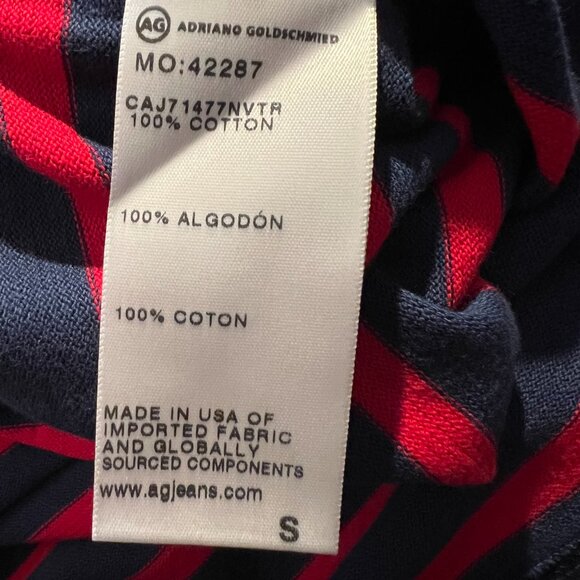 AG ADRIANO GOLDSCHMIED
MO:42287
CAJ71477NVTR
100% COTTON
100% ALGODÓN
100% COTON
MADE IN USA OF
IMPORTED FABRIC
AND GLOBALLY
SOURCED COMPONENTS
www.agjeans.com
S